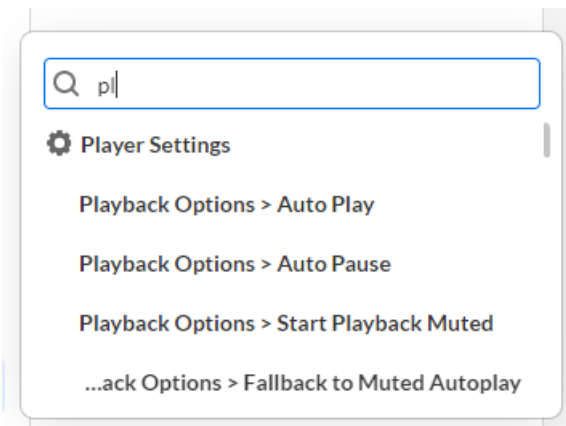 pl
Player Settings
Playback Options > Auto Play
Playback Options > Auto Pause
Playback Options > Start Playback Muted
...ack Options > Fallback to Muted Autoplay